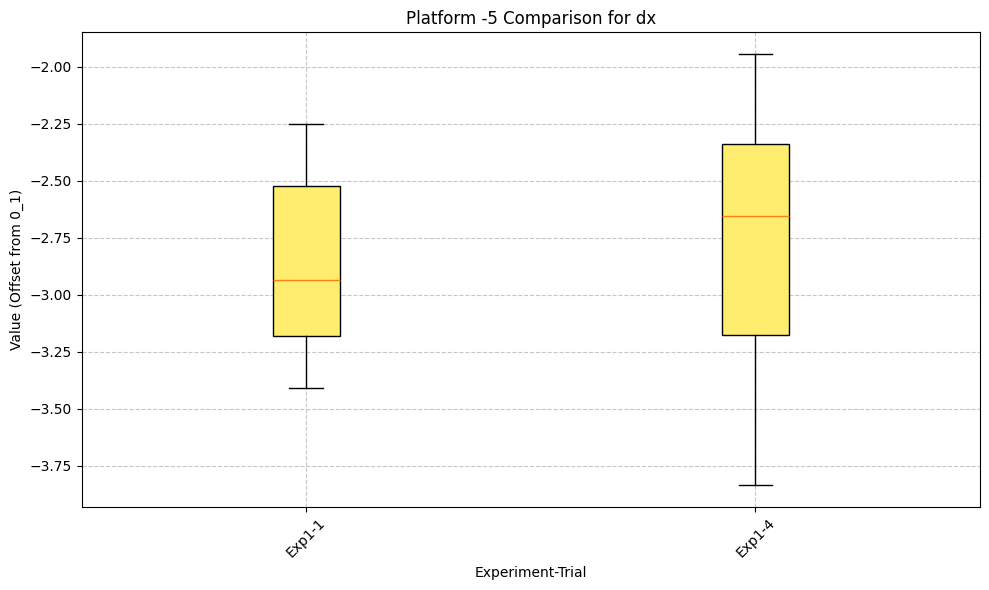 Platform -5 Comparison for dx
Value (Offset from 0_1)
−2.00
−2.25
−2.50
−2.75
−3.00
−3.25
−3.50
−3.75
Exp1-1
Exp1-4
Experiment-Trial